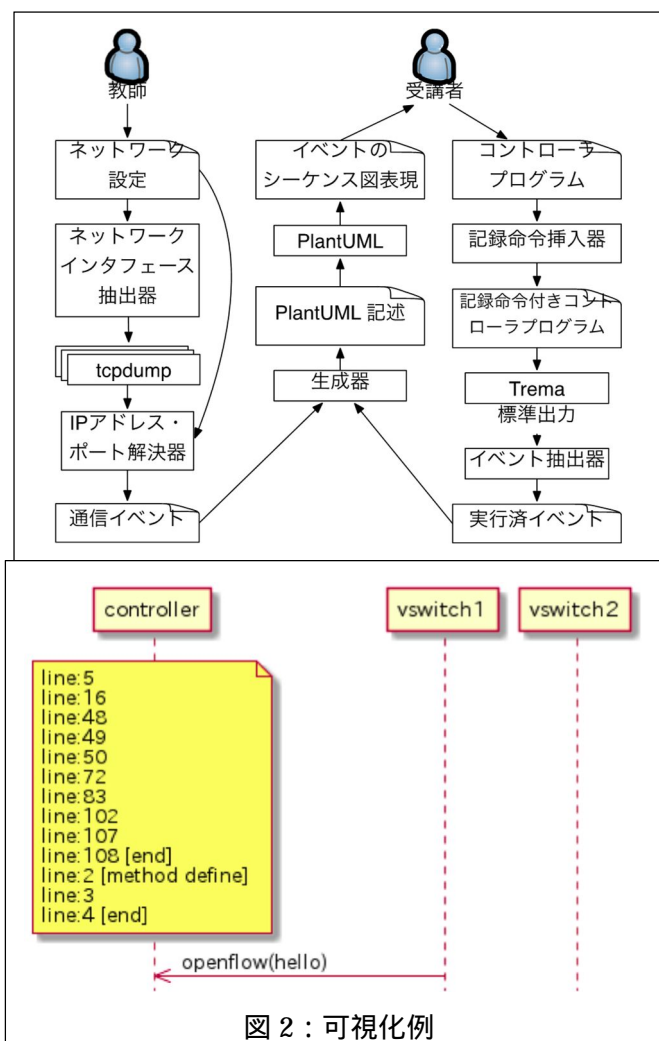 教師
ネットワーク
設定
ネットワーク
インタフェース
抽出器
tcpdump
IPアドレス・
ポート解決器
通信イベント
受講者
イベントの
シーケンス図表現
PlantUML
PlantUML 記述
生成器
コントローラ
プログラム
記録命令挿入器
記録命令付きコント
ローラプログラム
Trema
標準出力
イベント抽出器
実行済イベント
controller
vswitch1
vswitch2
line:5
line:16
line:48
line:49
line:50
line:72
line:83
line:102
line:107
line:108 [end]
line:2 [method define]
line:3
line:4 [end]
openflow(hello)
図 2：可視化例